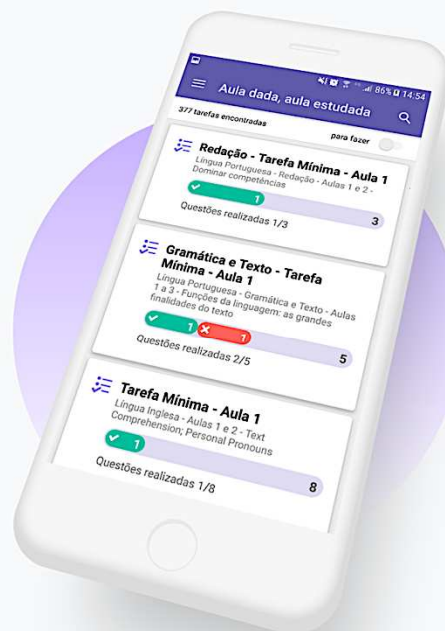 86% 14:54
Aula dada, aula estudada
377 tarefas encontradas
para fazer
Redação - Tarefa Mínima - Aula 1
Língua Portuguesa - Redação - Aulas 1 e 2 -
Dominar competências
1
3
Questões realizadas 1/3
Gramática e Texto - Tarefa
Mínima - Aula 1
Língua Portuguesa - Gramática e Texto - Aulas
1 a 3 - Funções da linguagem: as grandes
finalidades do texto
1
1
5
Questões realizadas 2/5
Tarefa Mínima - Aula 1
Língua Inglesa - Aulas 1 e 2 - Text
Comprehension; Personal Pronouns
1
8
Questões realizadas 1/8